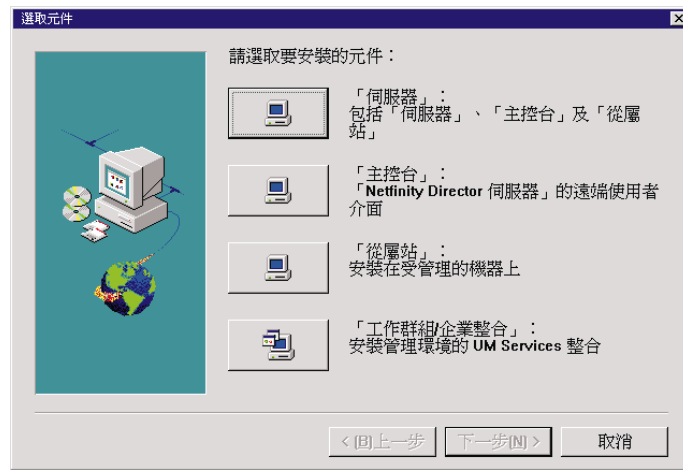 選取元件
請選取要安裝的元件：
「伺服器」：
包括「伺服器」、「主控台」及「從屬
站」
「主控台」：
「Netfinity Director 伺服器」的遠端使用者
介面
「從屬站」：
安裝在受管理的機器上
「工作群組/企業整合」：
安裝管理環境的 UM Services 整合
< (B)上一步
下一步(N) >
取消